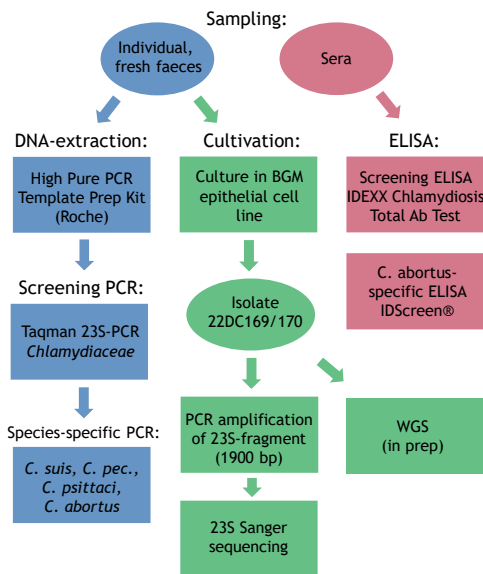 Sampling:
Individual,
fresh faeces
Sera
DNA-extraction:
High Pure PCR
Template Prep Kit
(Roche)
Screening PCR:
Taqman 23S-PCR
Chlamydiaceae
Species-specific PCR:
C. suis, C. pec.,
C. psittaci,
C. abortus
Cultivation:
Culture in BGM
epithelial cell
line
Isolate
22DC169/170
PCR amplification
of 23S-fragment
(1900 bp)
23S Sanger
sequencing
WGS
(in prep)
ELISA:
Screening ELISA
IDEXX Chlamydiosis
Total Ab Test
C. abortus-
specific ELISA
IDScreen®